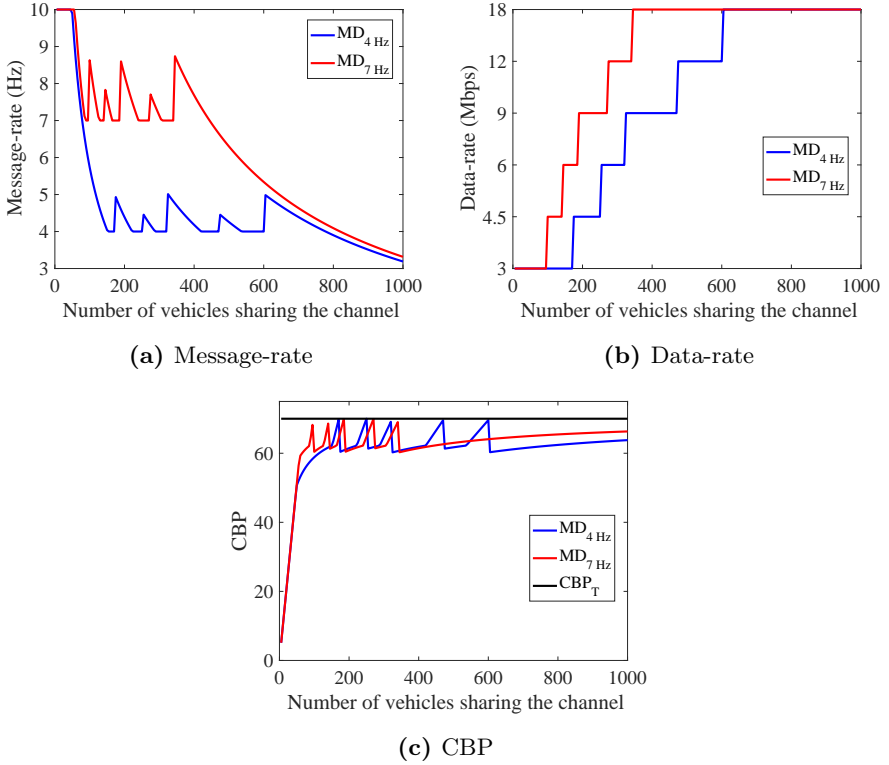 10
9
8
7
6
5
4
3
0 200 400 600 800 1000
Message-rate (Hz)
Number of vehicles sharing the channel
MD4 Hz
MD7 Hz
(a) Message-rate
18
12
9
6
4.5
3
0 200 400 600 800 1000
Data-rate (Mbps)
Number of vehicles sharing the channel
MD4 Hz
MD7 Hz
(b) Data-rate
60
40
20
0
0 200 400 600 800 1000
CBP
Number of vehicles sharing the channel
MD4 Hz
MD7 Hz
CBPT
(c) CBP